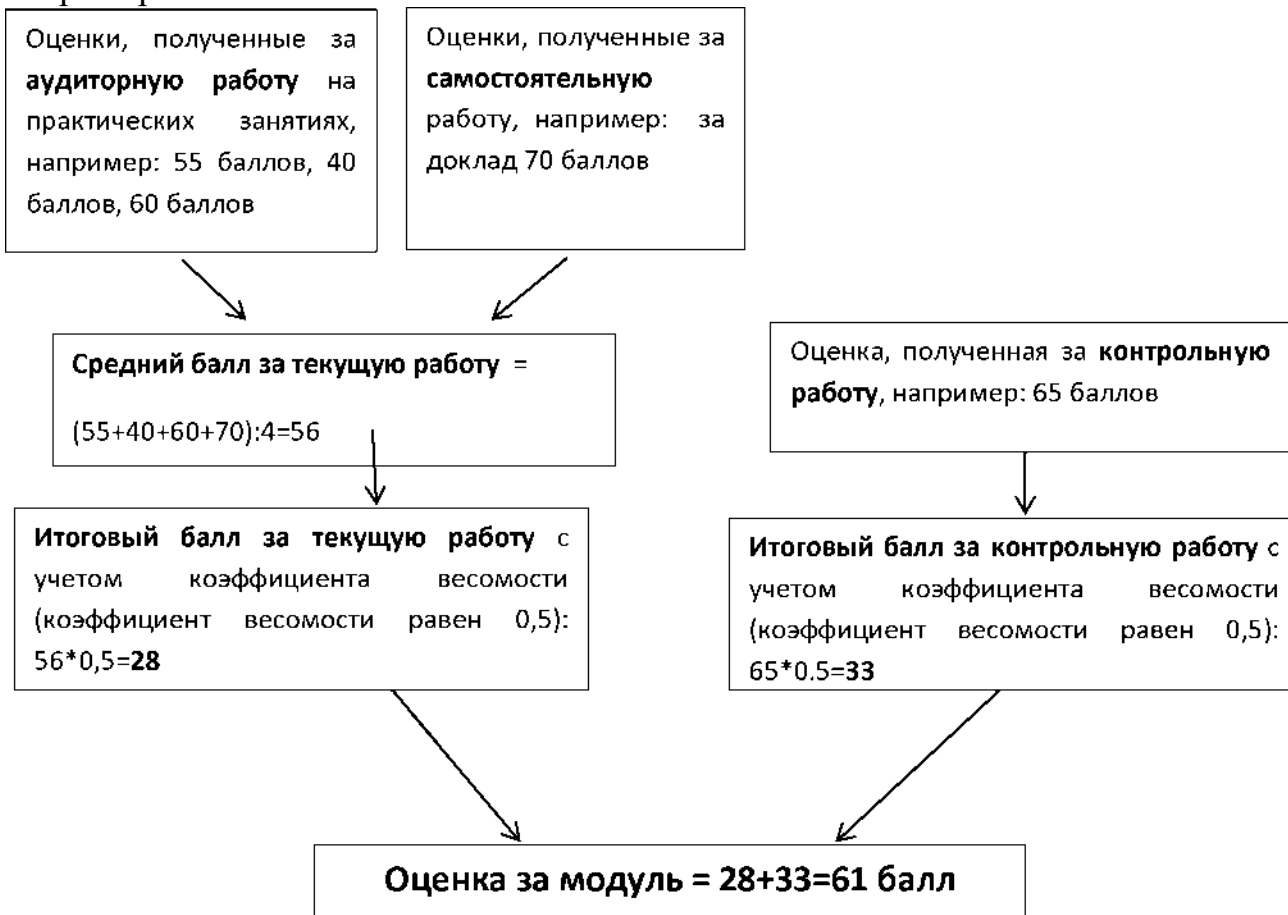 Оценки, полученные за
аудиторную работу на
практических занятиях,
например: 55 баллов, 40
баллов, 60 баллов
Оценки, полученные за
самостоятельную
работу, например: за
доклад 70 баллов
Средний балл за текущую работу =
(55+40+60+70):4=56
Оценка, полученная за контрольную
работу, например: 65 баллов
Итоговый балл за текущую работу с
учетом коэффициента весомости
(коэффициент весомости равен 0,5):
56*0,5=28
Итоговый балл за контрольную работу с
учетом коэффициента весомости
(коэффициент весомости равен 0,5):
65*0.5=33
Оценка за модуль = 28+33=61 балл